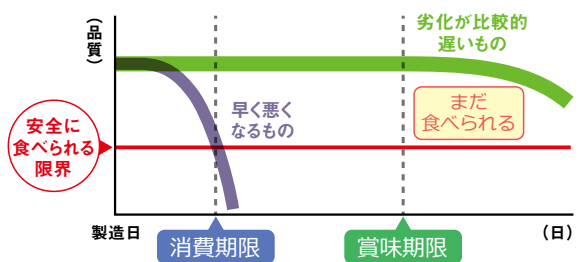 (品質)
劣化が比較的
遅いもの
早く悪く
なるもの
まだ
食べられる
安全に
食べられる
限界
製造日
消費期限
賞味期限
(日)